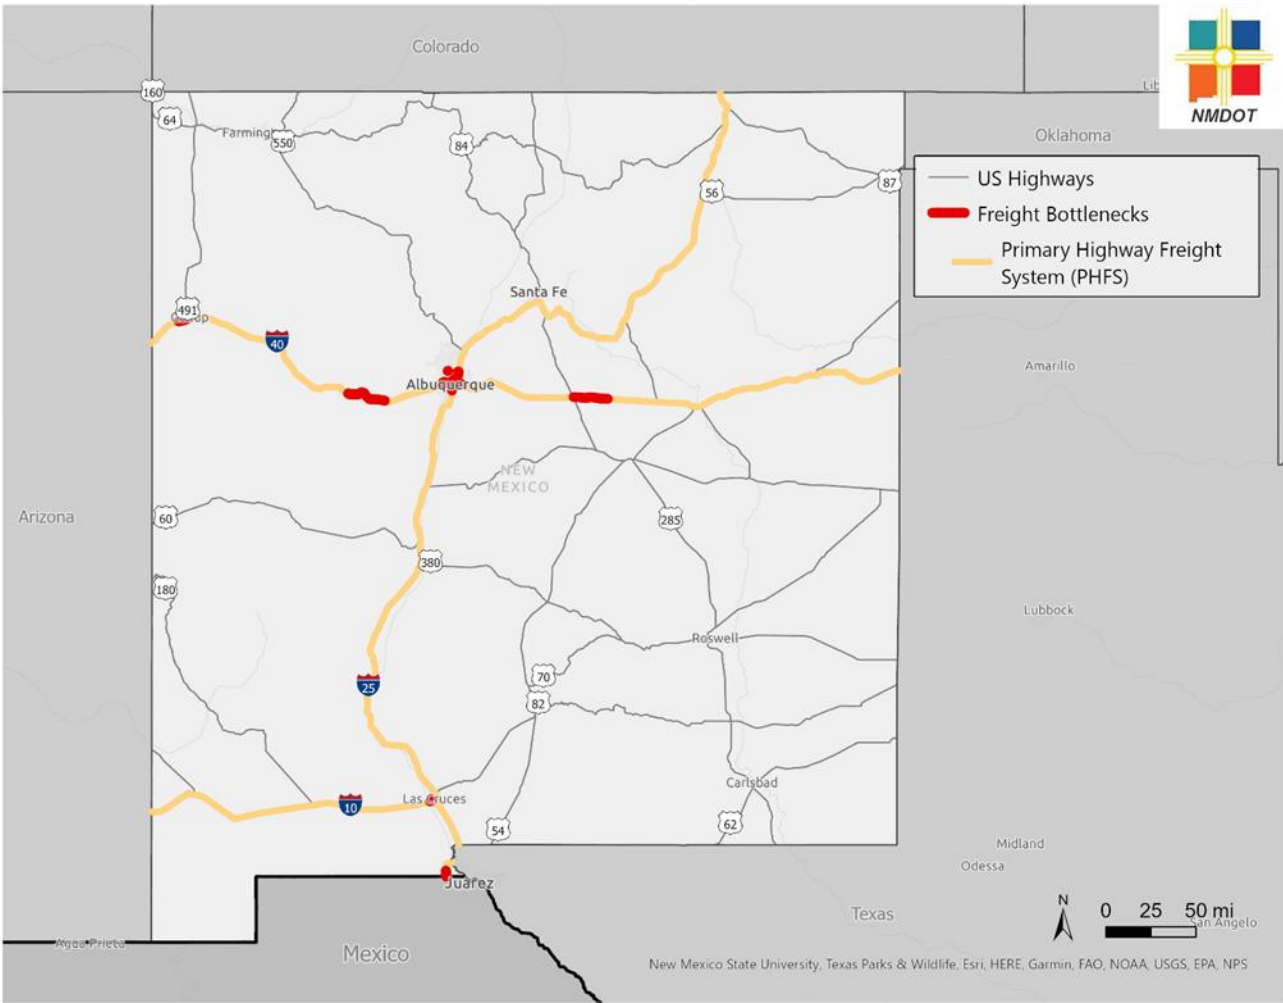 Colorado
NMDOT
160
64
Farming
550
84
Oklahoma
US Highways
Freight Bottlenecks
Primary Highway Freight
System (PHFS)
56
87
Santa Fe
491
40
Amarillo
Albuquerque
NEW
MEXICO
Arizona
60
285
380
180
Lubbock
Roswell
70
25
82
Carlsbad
Las Cruces
10
54
62
Midland
Odessa
Juárez
N
0 25 50 mi
Texas
San Angelo
Agua Prieta
Mexico
New Mexico State University, Texas Parks & Wildlife, Esri, HERE, Garmin, FAO, NOAA, USGS, EPA, NPS